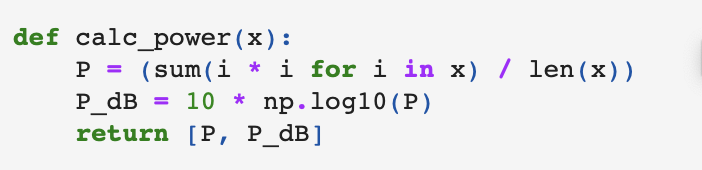 def calc_power(x):
    P = (sum(i * i for i in x) / len(x))
    P_dB = 10 * np.log10(P)
    return [P, P_dB]